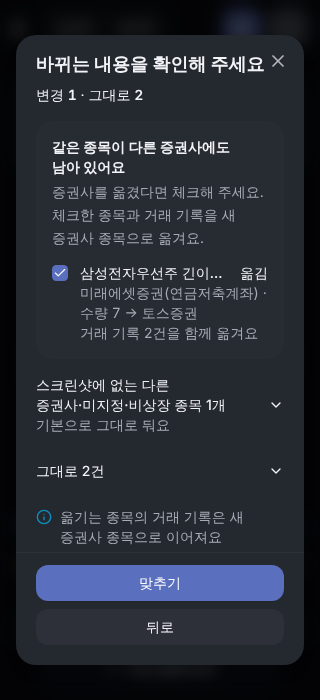 바뀌는 내용을 확인해 주세요
변경 1 · 그대로 2
같은 종목이 다른 증권사에도
남아 있어요
증권사를 옮겼다면 체크해 주세요.
체크한 종목과 거래 기록을 새
증권사 종목으로 옮겨요.
삼성전자우선주 긴이... 옮김
미래에셋증권(연금저축계좌) ·
수량 7 → 토스증권
거래 기록 2건을 함께 옮겨요
스크린샷에 없는 다른
증권사·미지정·비상장 종목 1개
기본으로 그대로 둬요
그대로 2건
옮기는 종목의 거래 기록은 새
증권사 종목으로 이어져요
맞추기
뒤로